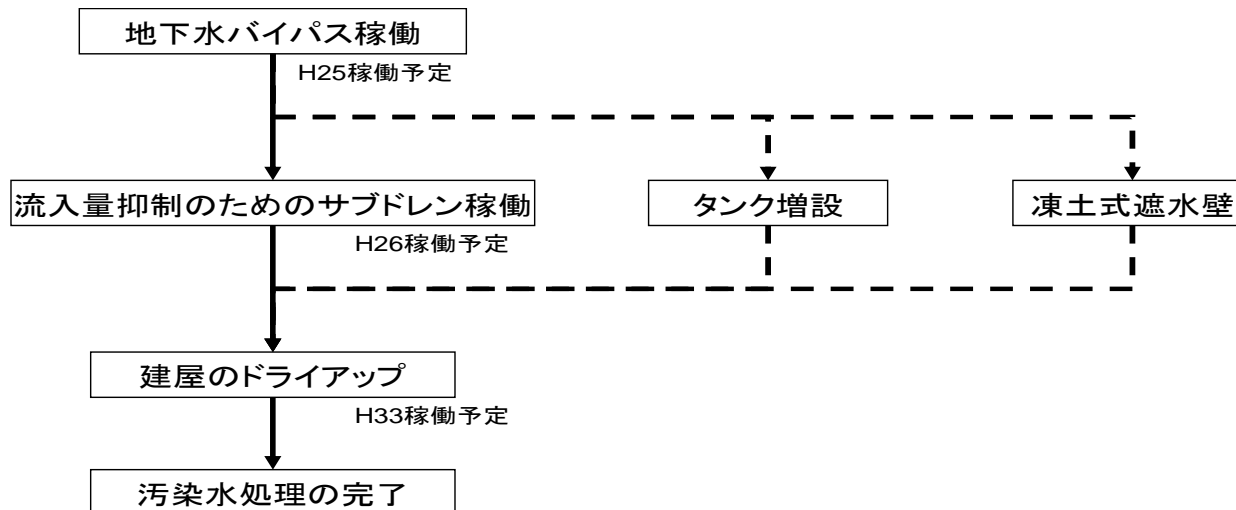 地下水バイパス稼働
H25稼働予定
流入量抑制のためのサブドレン稼働
タンク増設
凍土式遮水壁
H26稼働予定
建屋のドライアップ
H33稼働予定
汚染水処理の完了